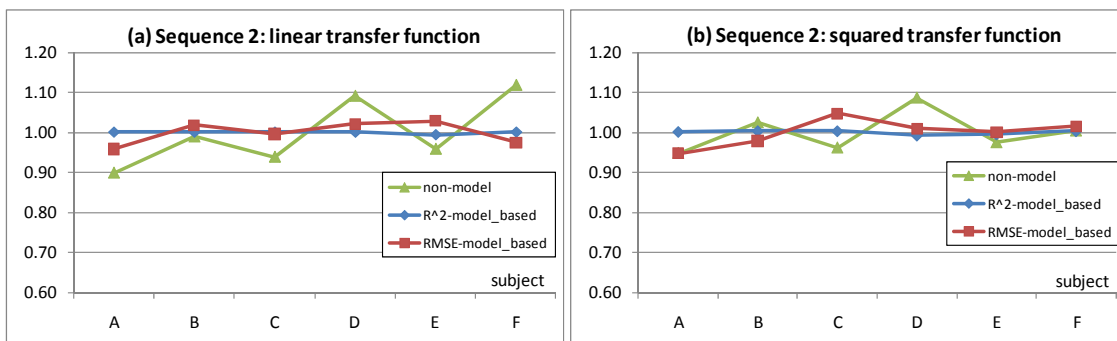 (a) Sequence 2: linear transfer function
1.20
1.10
1.00
0.90
0.80
0.70
0.60
non-model
R^2-model_based
RMSE-model_based
subject
A B C D E F
(b) Sequence 2: squared transfer function
1.20
1.10
1.00
0.90
0.80
0.70
0.60
non-model
R^2-model_based
RMSE-model_based
subject
A B C D E F